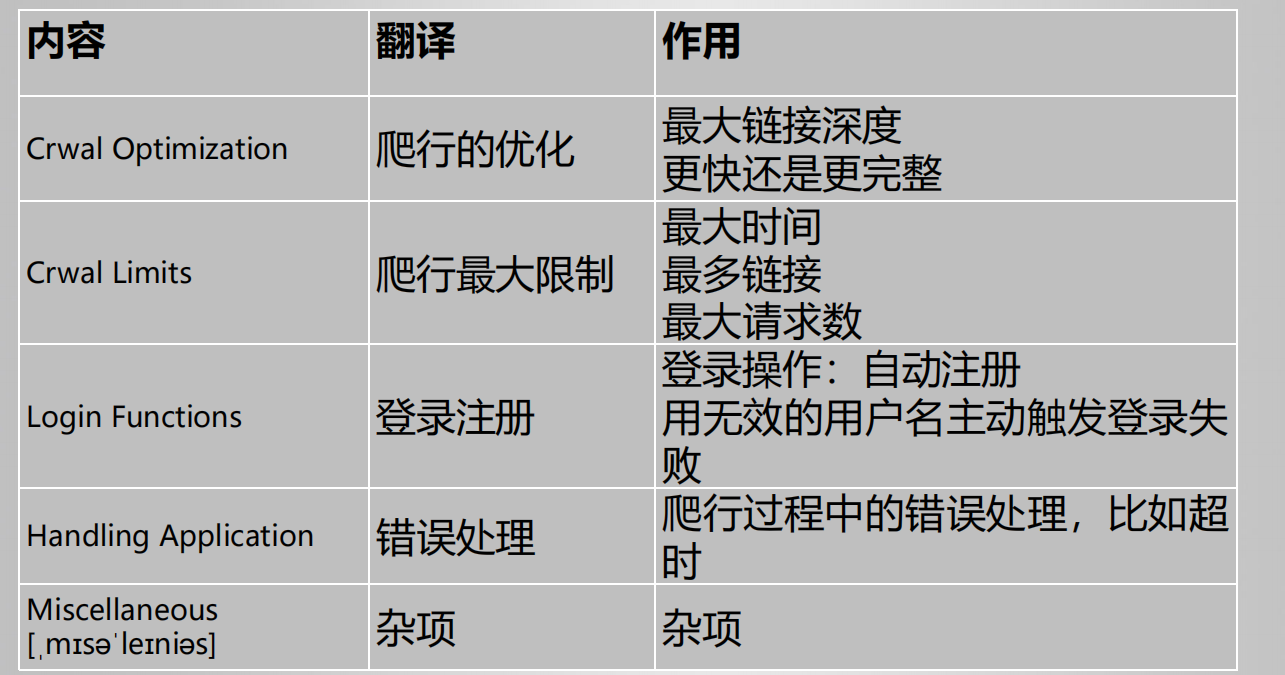 内容
翻译
作用
Crwal Optimization
爬行的优化
最大链接深度
更快还是更完整
Crwal Limits
爬行最大限制
最大时间
最多链接
最大请求数
Login Functions
登录注册
登录操作：自动注册
用无效的用户名主动触发登录失
败
Handling Application
错误处理
爬行过程中的错误处理，比如超
时
Miscellaneous
[ˌmɪsəˈleɪniəs]
杂项
杂项